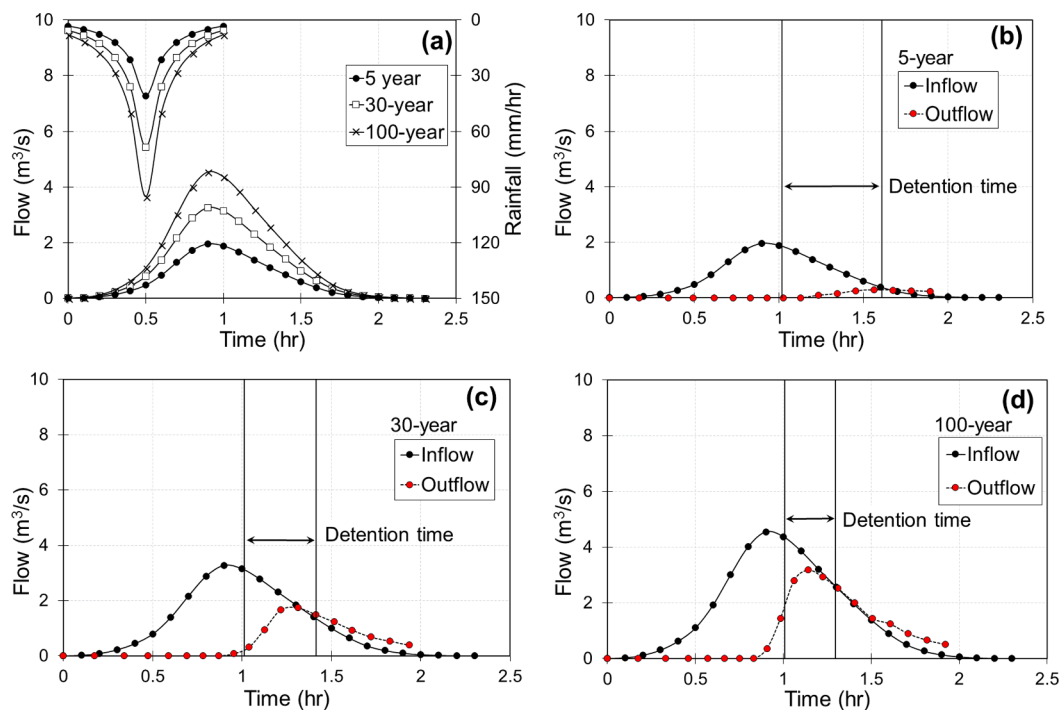 (a)
10
8
6
4
2
0
Flow (m³/s)
0
30
60
90
120
150
Rainfall (mm/hr)
5 year
30-year
100-year
0
0.5
1
1.5
2
2.5
Time (hr)
(b)
10
8
6
4
2
0
Flow (m³/s)
5-year
Inflow
Outflow
Detention time
0.0
0.5
1
1.5
2
2.5
Time (hr)
(c)
10
8
6
4
2
0
Flow (m³/s)
30-year
Inflow
Outflow
Detention time
0
0.5
1
1.5
2
2.5
Time (hr)
(d)
10
8
6
4
2
0
Flow (m³/s)
100-year
Inflow
Outflow
Detention time
0
0.5
1
1.5
2
2.5
Time (hr)